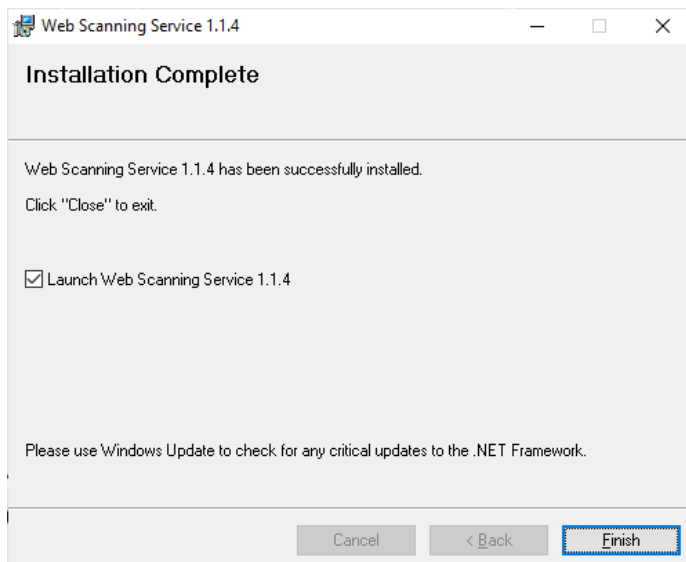 Web Scanning Service 1.1.4
Installation Complete
Web Scanning Service 1.1.4 has been successfully installed.
Click "Close" to exit.
Launch Web Scanning Service 1.1.4
Please use Windows Update to check for any critical updates to the .NET Framework.
Cancel
< Back
Finish